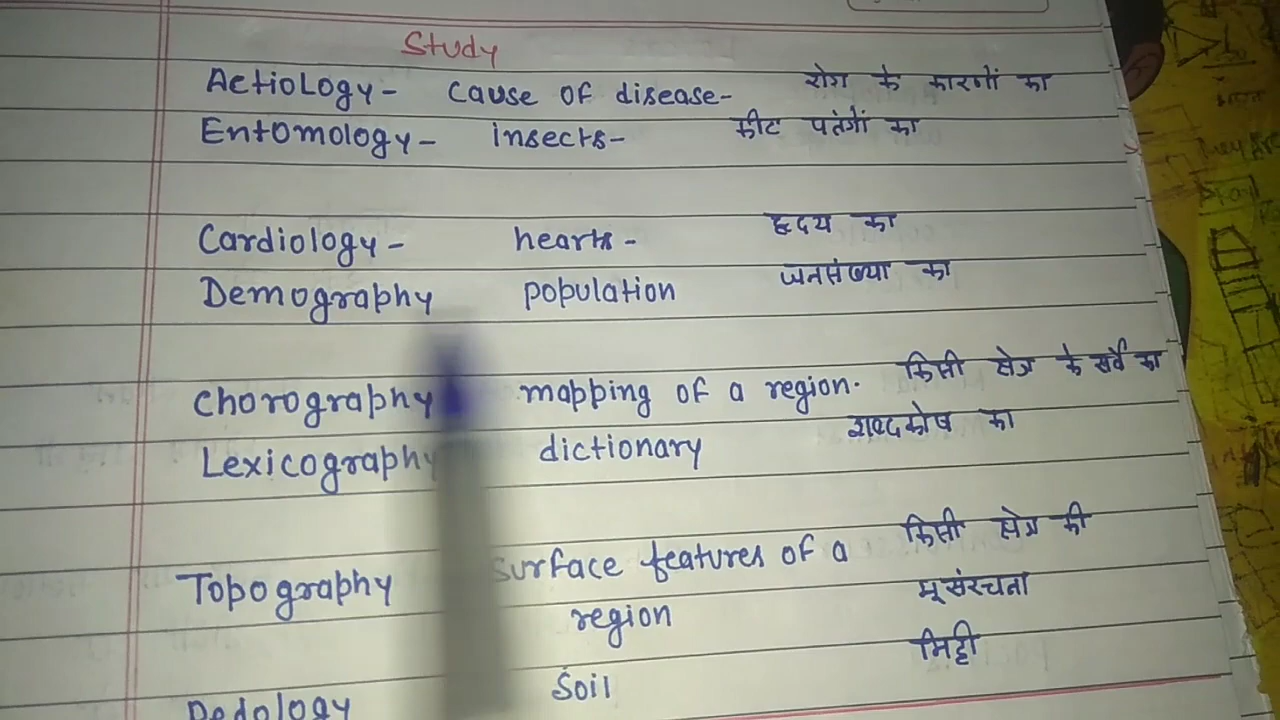 Study
Aetiology- cause of disease- रोग के कारणों का
Entomology- insects- कीट पतंगों का
Cardiology- hearts- हृदय का
Demography population जनसंख्या का
Chorography mapping of a region. किसी क्षेत्र के सर्वे का
Lexicography dictionary शब्दकोष का
Topography surface features of a किसी क्षेत्र की
region भूसंरचना
Pedology Soil मिट्टी